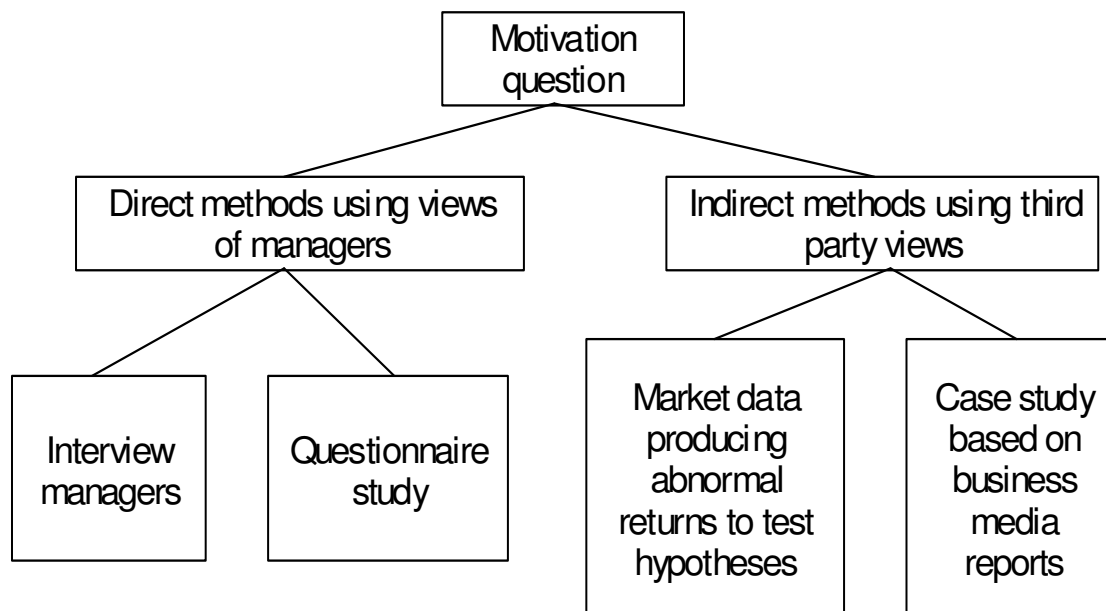 Motivation
question
Direct methods using views
of managers
Indirect methods using third
party views
Interview
managers
Questionnaire
study
Market data
producing
abnormal
returns to test
hypotheses
Case study
based on
business
media
reports